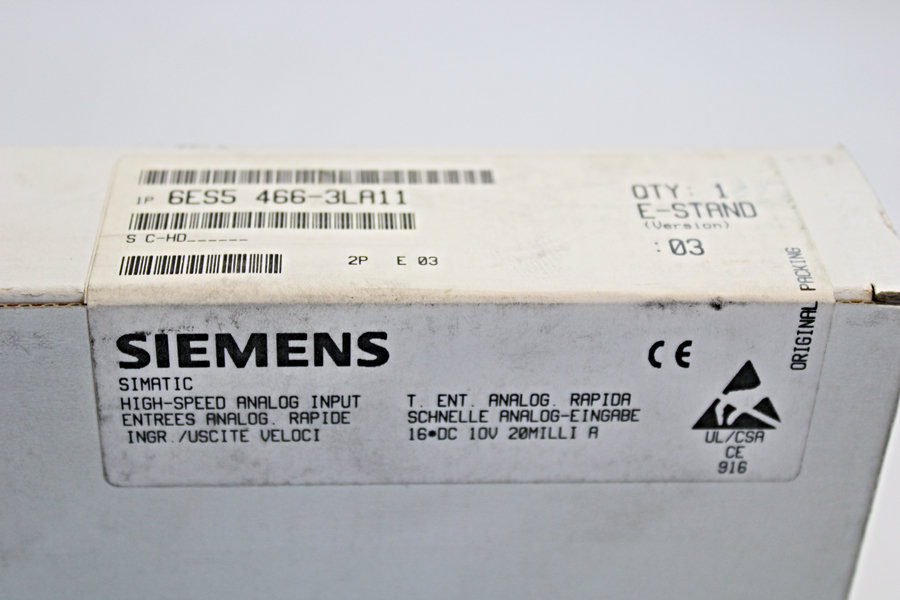 1P 6ES5 466-3LA11
QTY: 1
E-STAND
(Version)
:03
S C-HD______
2P E 03
ORIGINAL PACKING
SIEMENS
CE
SIMATIC
HIGH-SPEED ANALOG INPUT
ENTREES ANALOG. RAPIDE
INGR./USCITE VELOCI
T. ENT. ANALOG. RAPIDA
SCHNELLE ANALOG-EINGABE
16*DC 10V 20MILLI A
UL/CSA
CE
916